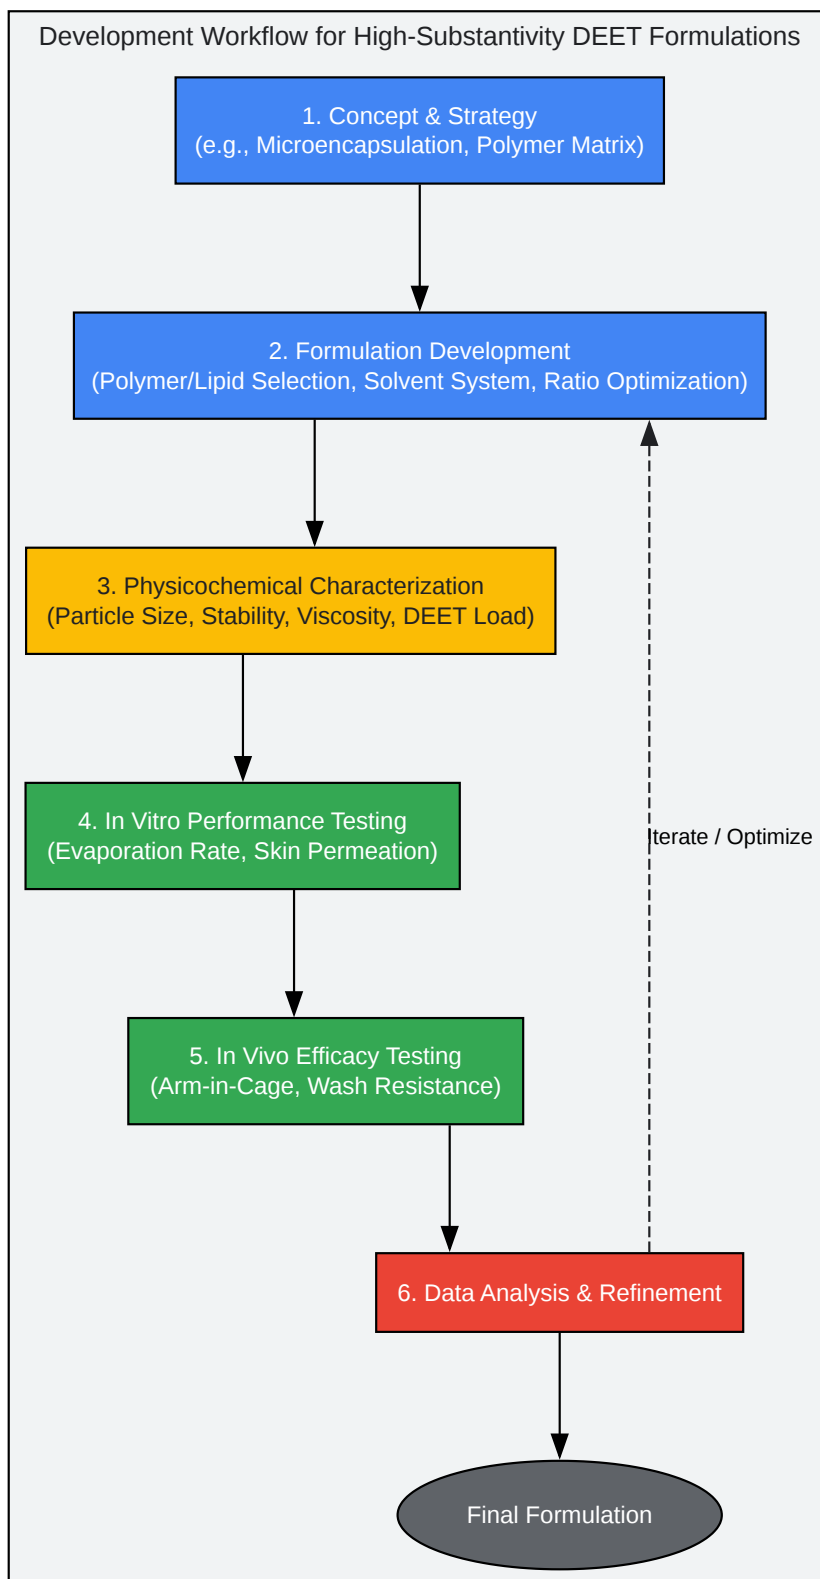 Development Workflow for High-Substantivity DEET Formulations
1. Concept & Strategy
(e.g., Microencapsulation, Polymer Matrix)
2. Formulation Development
(Polymer/Lipid Selection, Solvent System, Ratio Optimization)
3. Physicochemical Characterization
(Particle Size, Stability, Viscosity, DEET Load)
4. In Vitro Performance Testing
(Evaporation Rate, Skin Permeation)
Iterate / Optimize
5. In Vivo Efficacy Testing
(Arm-in-Cage, Wash Resistance)
6. Data Analysis & Refinement
Final Formulation